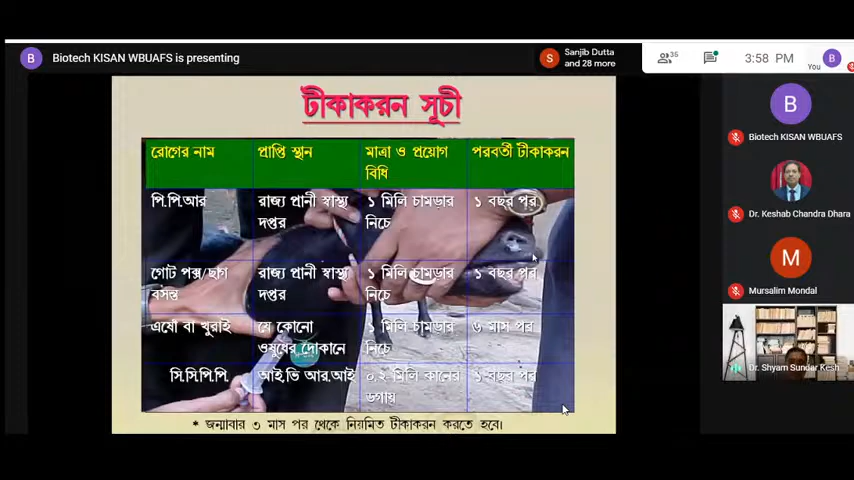 Biotech KISAN WBUAFS is presenting
Sanjib Dutta
and 28 more
35
3:58 PM
You
টীকাকরন সূচী
রোগের নাম
প্রাপ্তি স্থান
মাত্রা ও প্রয়োগ
বিধি
পরবর্তী টীকাকরন
পি.পি.আর
রাজ্য প্রানী স্বাস্থ্য
দপ্তর
১ মিলি চামড়ার
নিচে
১ বছর পর
গোট পক্স/ছাগ
বসন্ত
রাজ্য প্রানী স্বাস্থ্য
দপ্তর
১ মিলি চামড়ার
নিচে
১ বছর পর
এষোঁ বা খুরাই
যে কোনো
ওষুধের দোকানে
১ মিলি চামড়ার
নিচে
৬ মাস পর
সি.সি.পি.পি.
আই.ভি আর.আই
০.২ মিলি কানের
ডগায়
১ বছর পর
* জন্মাবার ৩ মাস পর থেকে নিয়মিত টীকাকরন করতে হবে।
B
S
B
B
Biotech KISAN WBUAFS
Dr. Keshab Chandra Dhara
M
Mursalim Mondal
Dr. Shyam Sundar Kesh